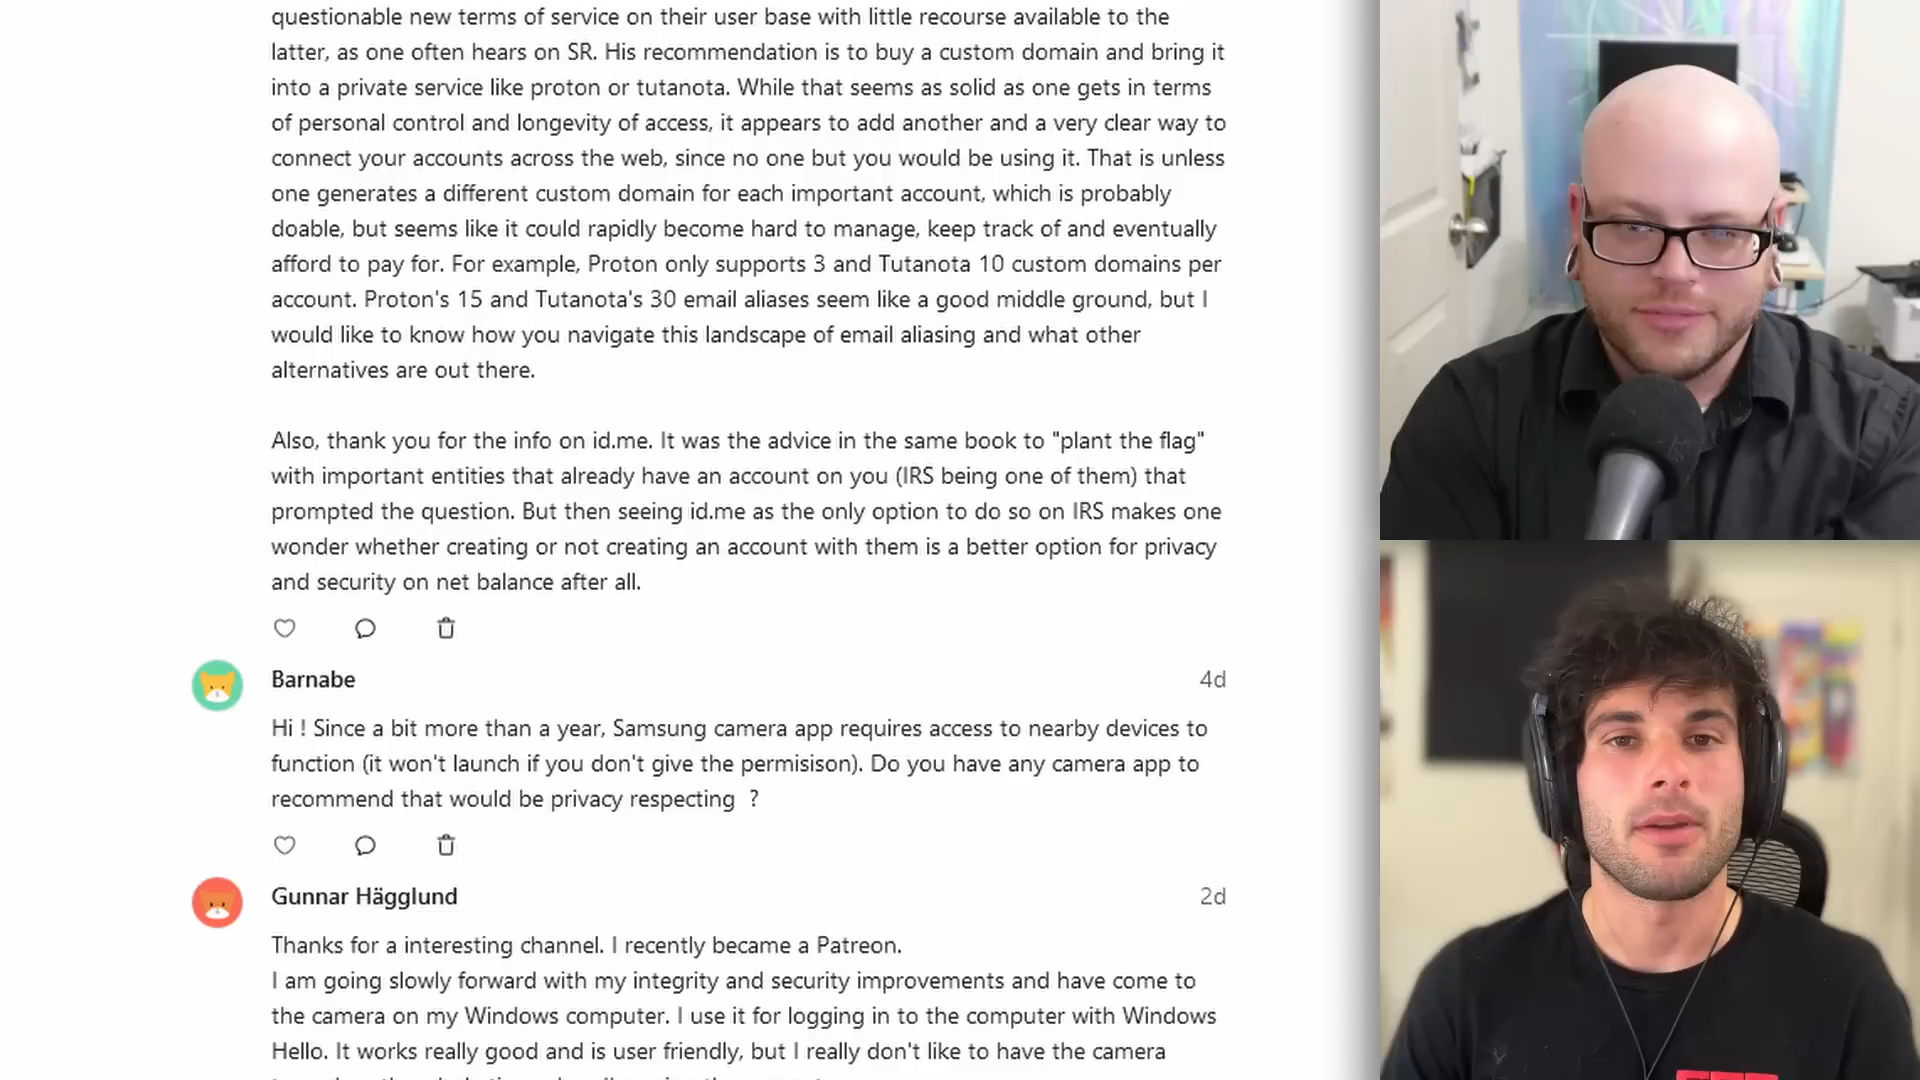 questionable new terms of service on their user base with little recourse available to the
latter, as one often hears on SR. His recommendation is to buy a custom domain and bring it
into a private service like proton or tutanota. While that seems as solid as one gets in terms
of personal control and longevity of access, it appears to add another and a very clear way to
connect your accounts across the web, since no one but you would be using it. That is unless
one generates a different custom domain for each important account, which is probably
doable, but seems like it could rapidly become hard to manage, keep track of and eventually
afford to pay for. For example, Proton only supports 3 and Tutanota 10 custom domains per
account. Proton's 15 and Tutanota's 30 email aliases seem like a good middle ground, but I
would like to know how you navigate this landscape of email aliasing and what other
alternatives are out there.
Also, thank you for the info on id.me. It was the advice in the same book to "plant the flag"
with important entities that already have an account on you (IRS being one of them) that
prompted the question. But then seeing id.me as the only option to do so on IRS makes one
wonder whether creating or not creating an account with them is a better option for privacy
and security on net balance after all.
Barnabe 4d
Hi ! Since a bit more than a year, Samsung camera app requires access to nearby devices to
function (it won't launch if you don't give the permisison). Do you have any camera app to
recommend that would be privacy respecting ?
Gunnar Hägglund 2d
Thanks for a interesting channel. I recently became a Patreon.
I am going slowly forward with my integrity and security improvements and have come to
the camera on my Windows computer. I use it for logging in to the computer with Windows
Hello. It works really good and is user friendly, but I really don't like to have the camera